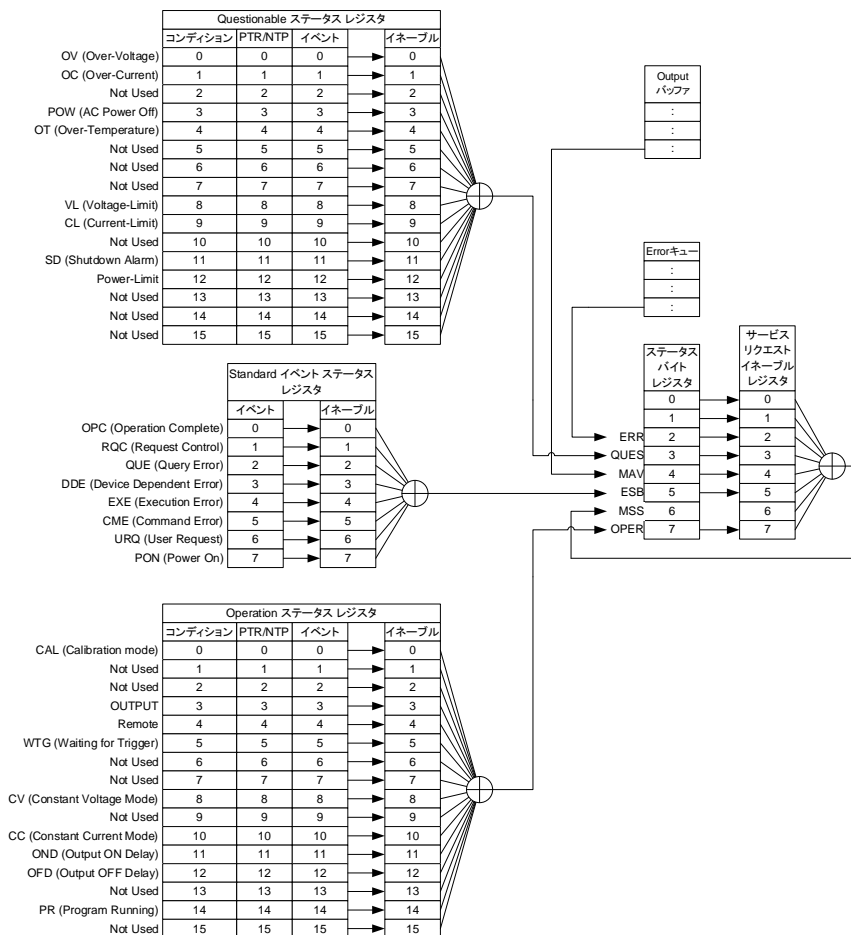 Questionable ステータス レジスタ
コンディション PTR/NTP イベント イネーブル
OV (Over-Voltage) 0 0 0 0
OC (Over-Current) 1 1 1 1
Not Used 2 2 2 2
POW (AC Power Off) 3 3 3 3
OT (Over-Temperature) 4 4 4 4
Not Used 5 5 5 5
Not Used 6 6 6 6
Not Used 7 7 7 7
VL (Voltage-Limit) 8 8 8 8
CL (Current-Limit) 9 9 9 9
Not Used 10 10 10 10
SD (Shutdown Alarm) 11 11 11 11
Power-Limit 12 12 12 12
Not Used 13 13 13 13
Not Used 14 14 14 14
Not Used 15 15 15 15
Output
バッファ
:
:
:
Errorキュー
:
:
:
Standard イベント ステータス
レジスタ
イベント イネーブル
OPC (Operation Complete) 0 0
RQC (Request Control) 1 1
QUE (Query Error) 2 2
DDE (Device Dependent Error) 3 3
EXE (Execution Error) 4 4
CME (Command Error) 5 5
URQ (User Request) 6 6
PON (Power On) 7 7
ステータス
バイト
レジスタ
サービス
リクエスト
イネーブル
レジスタ
0 0
1 1
ERR 2 2
QUES 3 3
MAV 4 4
ESB 5 5
MSS 6 6
OPER 7 7
Operation ステータス レジスタ
コンディション PTR/NTP イベント イネーブル
CAL (Calibration mode) 0 0 0 0
Not Used 1 1 1 1
Not Used 2 2 2 2
OUTPUT 3 3 3 3
Remote 4 4 4 4
WTG (Waiting for Trigger) 5 5 5 5
Not Used 6 6 6 6
Not Used 7 7 7 7
CV (Constant Voltage Mode) 8 8 8 8
Not Used 9 9 9 9
CC (Constant Current Mode) 10 10 10 10
OND (Output ON Delay) 11 11 11 11
OFD (Output OFF Delay) 12 12 12 12
Not Used 13 13 13 13
PR (Program Running) 14 14 14 14
Not Used 15 15 15 15